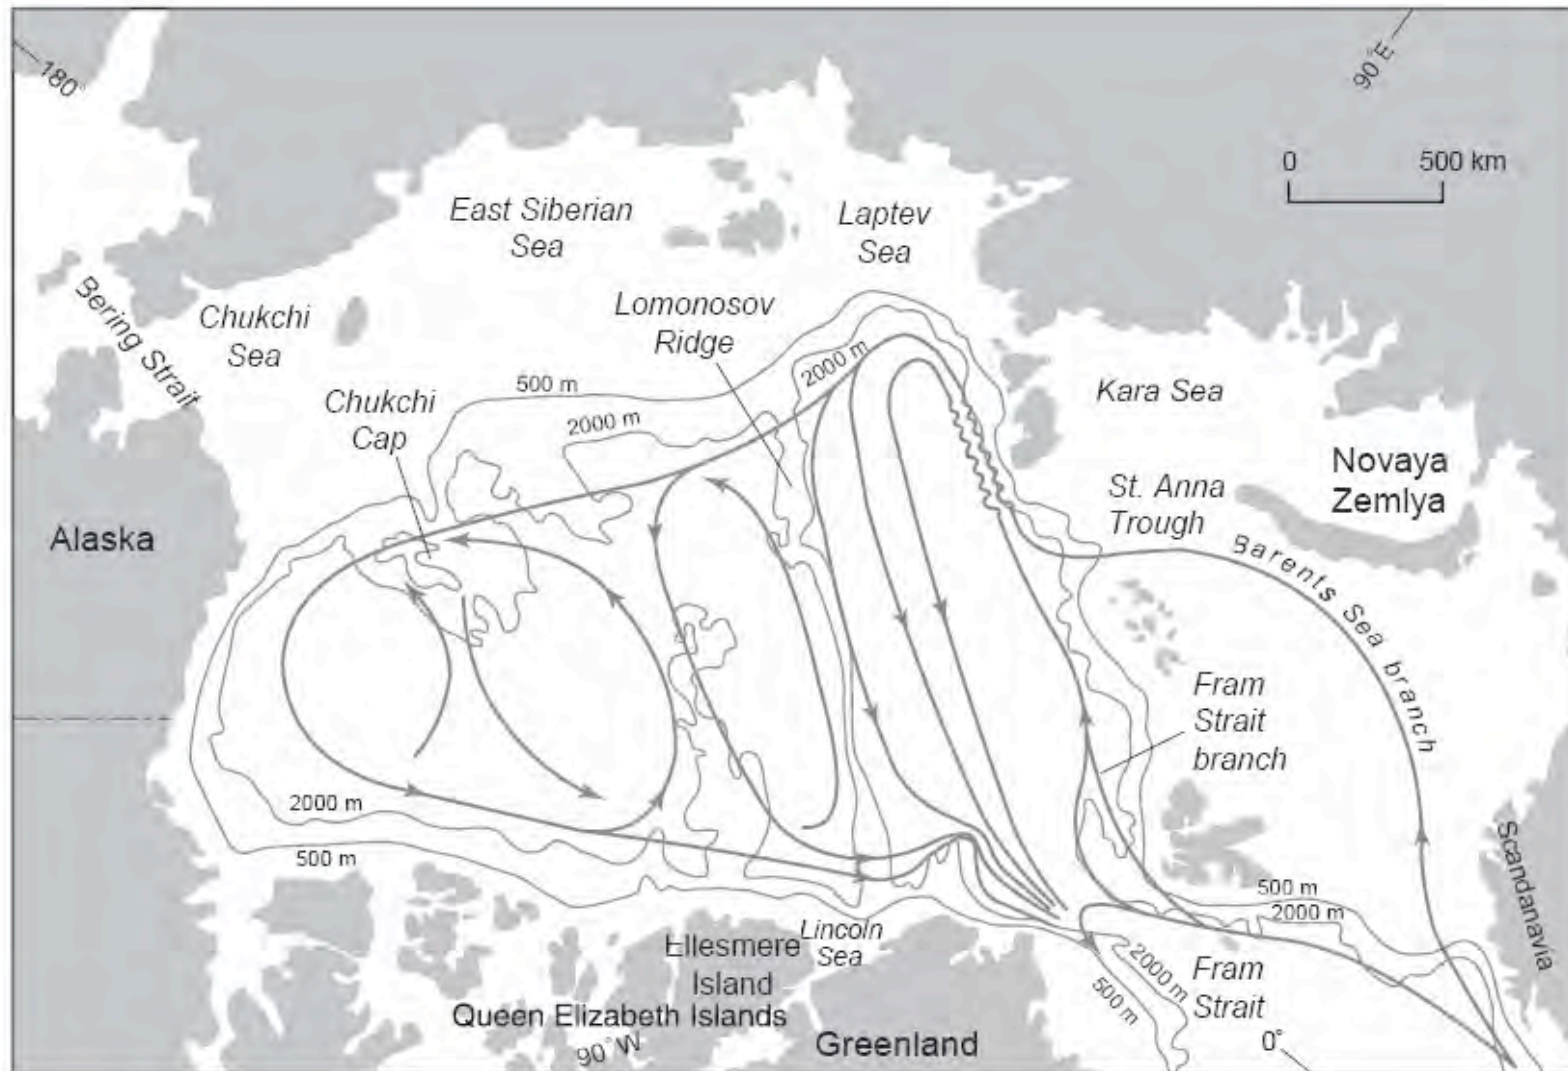 180°
90°E
0 500 km
East Siberian
Sea
Laptev
Sea
Bering Strait
Chukchi
Sea
Lomonosov
Ridge
500 m
2000 m
2000 m
Chukchi
Cap
Kara Sea
Novaya
Zemlya
St. Anna
Trough
Alaska
Barents Sea branch
Fram
Strait
branch
2000 m
500 m
Scandanavia
500 m
2000 m
Lincoln
Sea
Ellesmere
Island
Queen Elizabeth Islands
90°W
Greenland
2000 m
500 m
Fram
Strait
0°